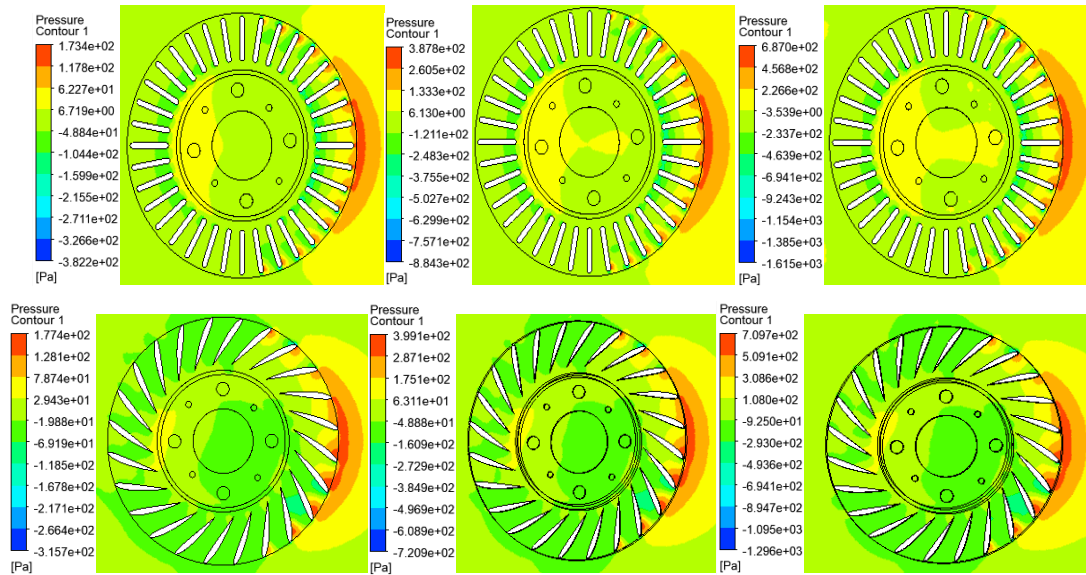 Pressure
Contour 1
1.734e+02
1.178e+02
6.227e+01
6.719e+00
-4.884e+01
-1.044e+02
-1.599e+02
-2.155e+02
-2.711e+02
-3.266e+02
-3.822e+02
[Pa]
Pressure
Contour 1
3.878e+02
2.605e+02
1.333e+02
6.130e+00
-1.211e+02
-2.483e+02
-3.755e+02
-5.027e+02
-6.299e+02
-7.571e+02
-8.843e+02
[Pa]
Pressure
Contour 1
6.870e+02
4.568e+02
2.266e+02
-3.539e+00
-2.337e+02
-4.639e+02
-6.941e+02
-9.243e+02
-1.154e+03
-1.385e+03
-1.615e+03
[Pa]
Pressure
Contour 1
1.774e+02
1.281e+02
7.874e+01
2.943e+01
-1.988e+01
-6.919e+01
-1.185e+02
-1.678e+02
-2.171e+02
-2.664e+02
-3.157e+02
[Pa]
Pressure
Contour 1
3.991e+02
2.871e+02
1.751e+02
6.311e+01
-4.888e+01
-1.609e+02
-2.729e+02
-3.849e+02
-4.969e+02
-6.089e+02
-7.209e+02
[Pa]
Pressure
Contour 1
7.097e+02
5.091e+02
3.086e+02
1.080e+02
-9.250e+01
-2.930e+02
-4.936e+02
-6.941e+02
-8.947e+02
-1.095e+03
-1.296e+03
[Pa]